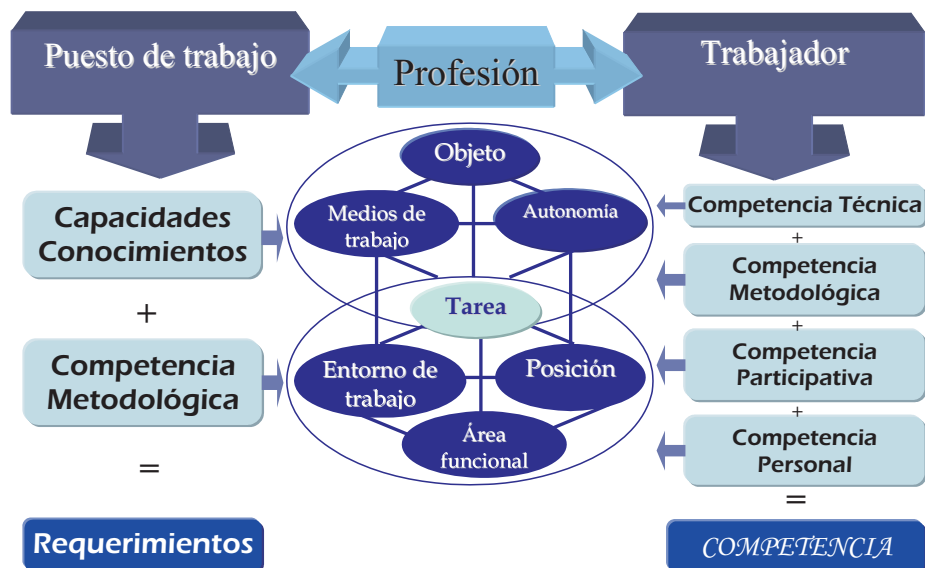 Puesto de trabajo
Profesión
Trabajador
Capacidades
Conocimientos
+
Competencia
Metodológica
=
Requerimientos
Objeto
Medios de
trabajo
Autonomía
Tarea
Entorno de
trabajo
Posición
Área
funcional
Competencia Técnica
+
Competencia
Metodológica
+
Competencia
Participativa
+
Competencia
Personal
=
COMPETENCIA